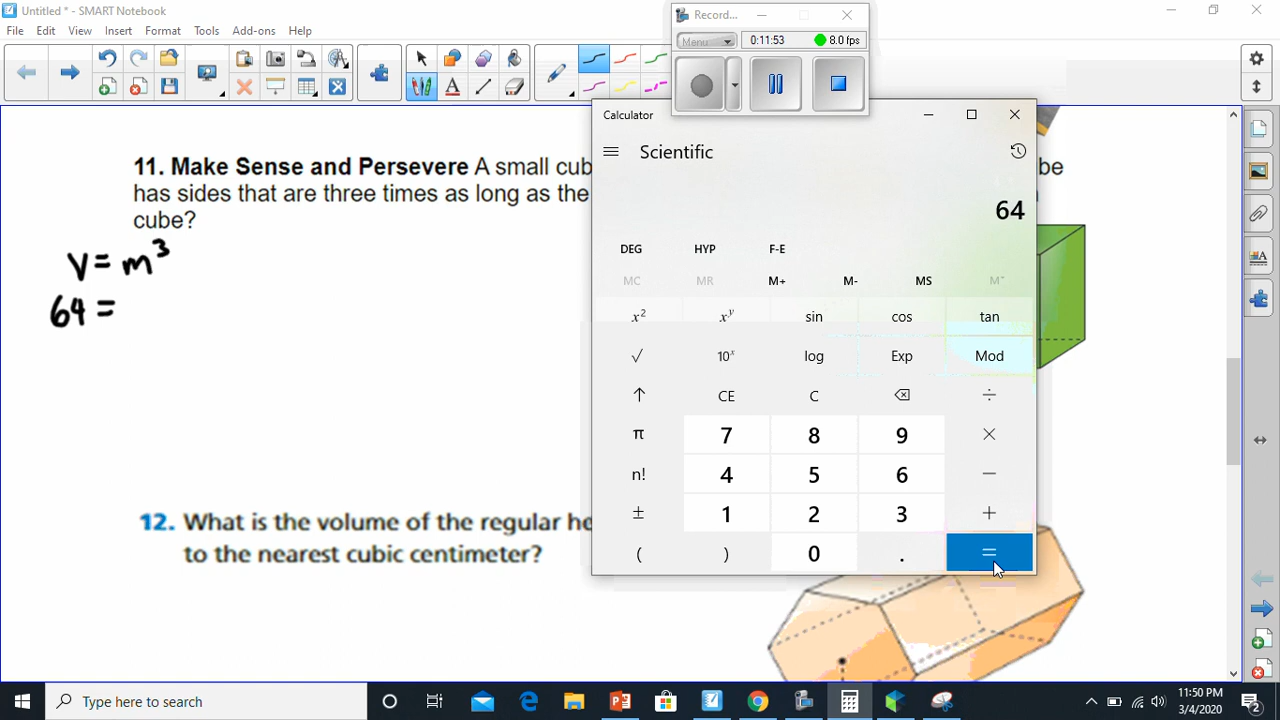 Untitled * - SMART Notebook
File Edit View Insert Format Tools Add-ons Help
Record...
Menu 0:11:53 8.0 fps
Calculator
Scientific
64
DEG HYP F-E
MC MR M+ M- MS M˅
x² xʸ sin cos tan
√ 10ˣ log Exp Mod
↑ CE C ⌫ ÷
π 7 8 9 ×
n! 4 5 6 −
± 1 2 3 +
( ) 0 . =
11. Make Sense and Persevere A small cub be
has sides that are three times as long as the
cube?
V = m³
64 =
12. What is the volume of the regular he
to the nearest cubic centimeter?
Type here to search
11:50 PM
3/4/2020
2